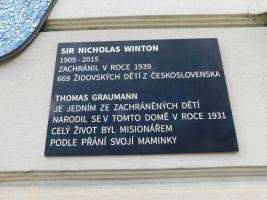 SIR NICHOLAS WINTON
1909 - 2015
ZACHRÁNIL V ROCE 1939
669 ŽIDOVSKÝCH DĚTÍ Z ČESKOSLOVENSKA
THOMAS GRAUMANN
JE JEDNÍM ZE ZACHRÁNĚNÝCH DĚTÍ
NARODIL SE V TOMTO DOMĚ V ROCE 1931
CELÝ ŽIVOT BYL MISIONÁŘEM
PODLE PŘÁNÍ SVOJÍ MAMINKY